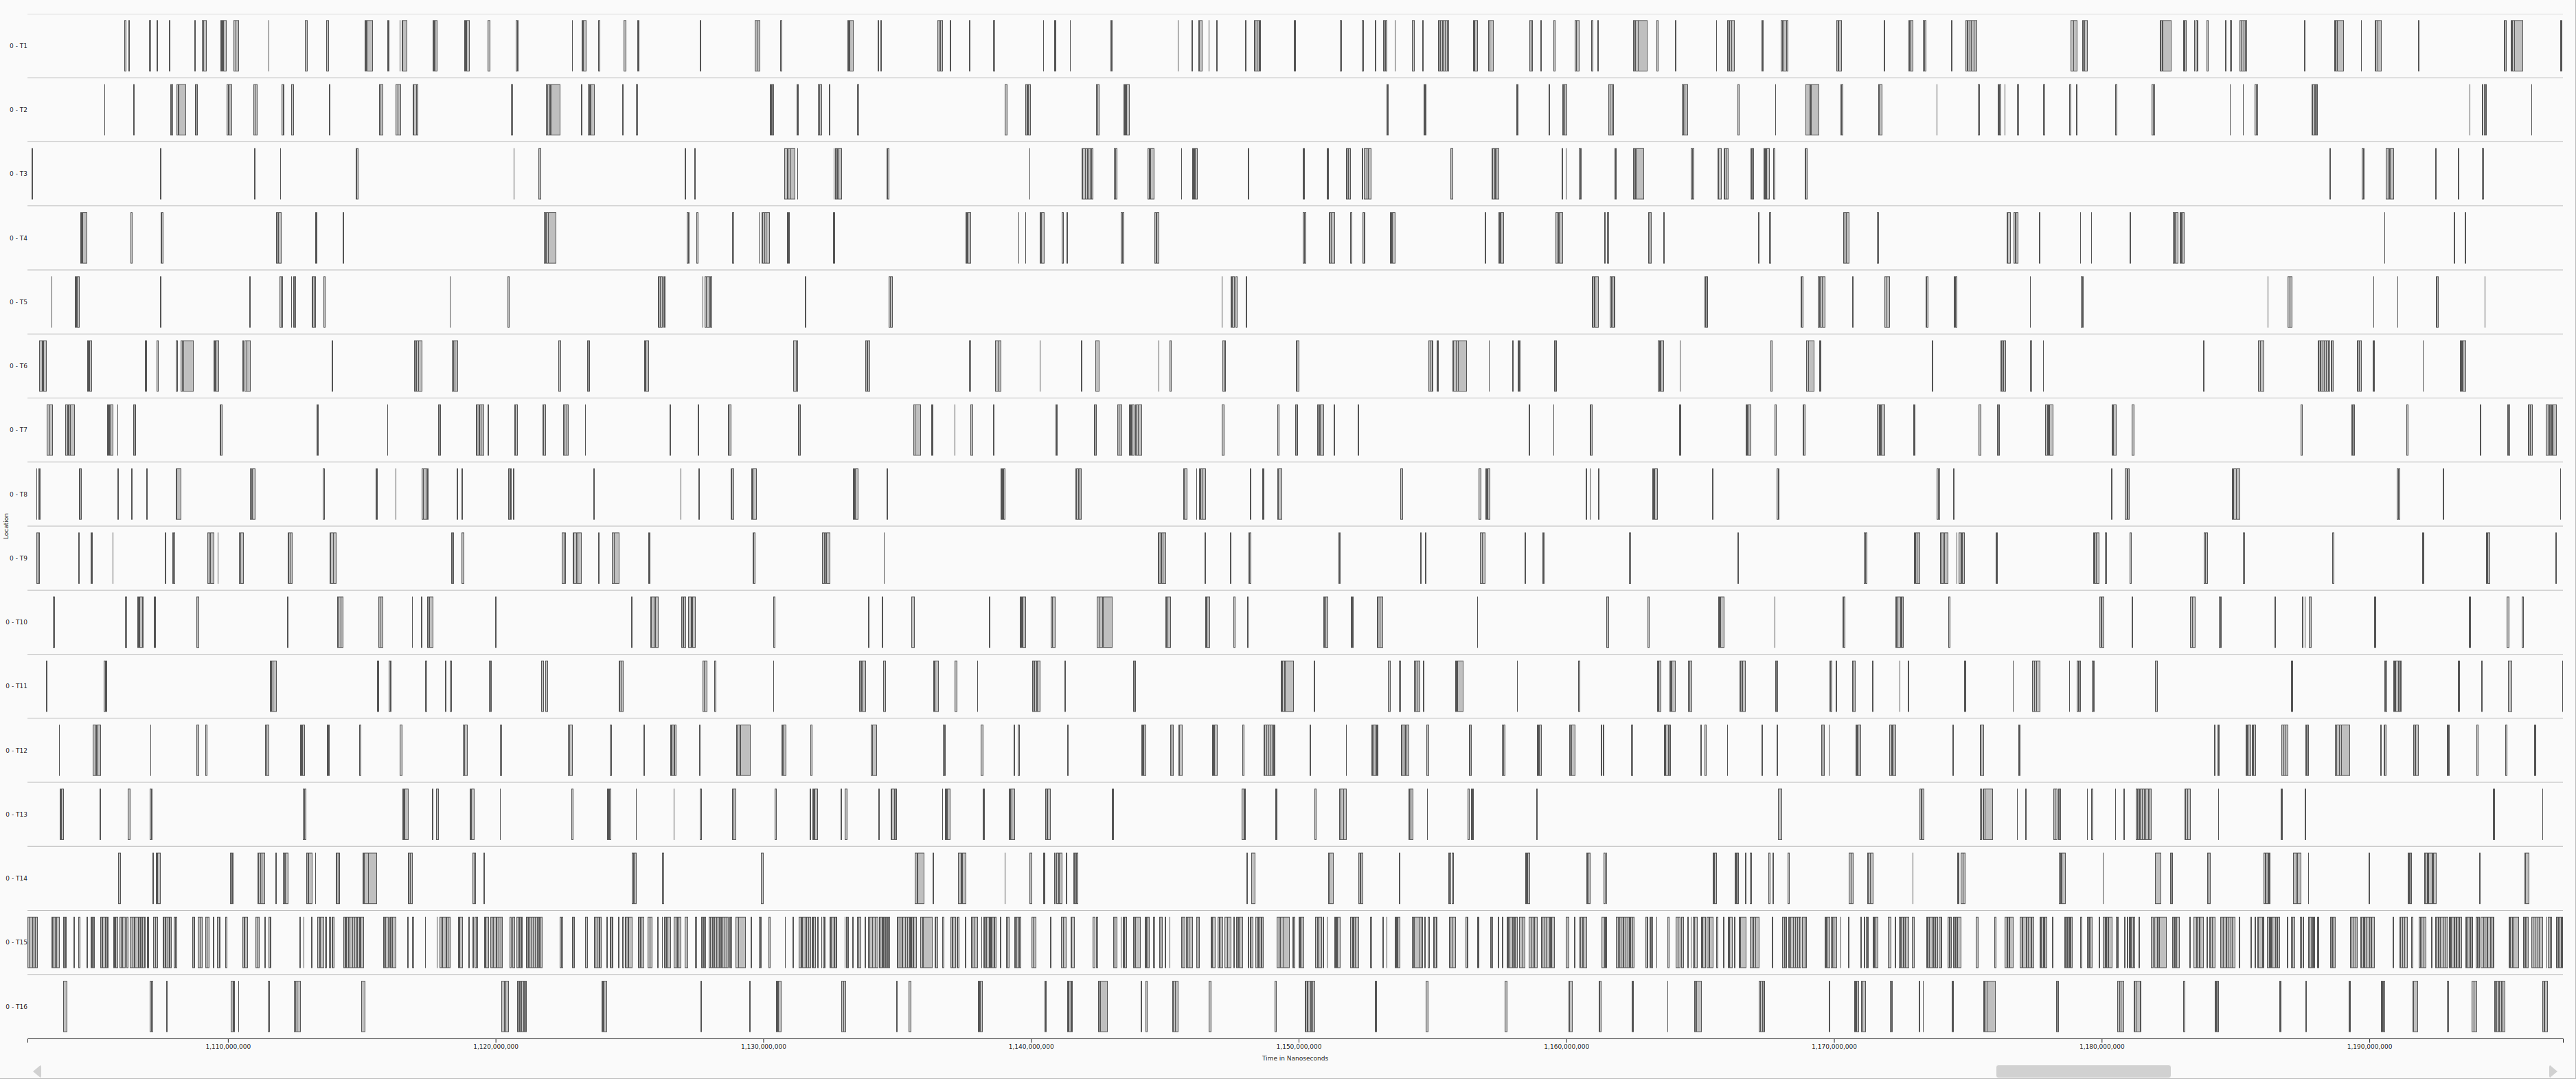 0 - T1
0 - T2
0 - T3
0 - T4
0 - T5
0 - T6
0 - T7
0 - T8
Location
0 - T9
0 - T10
0 - T11
0 - T12
0 - T13
0 - T14
0 - T15
0 - T16
1,110,000,000 1,120,000,000 1,130,000,000 1,140,000,000 1,150,000,000 1,160,000,000 1,170,000,000 1,180,000,000 1,190,000,000
Time in Nanoseconds